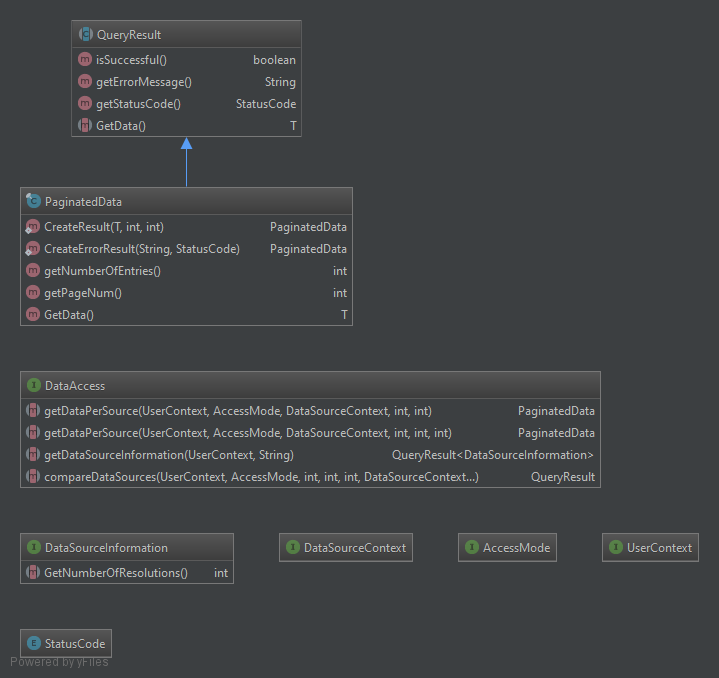 QueryResult
isSuccessful() boolean
getErrorMessage() String
getStatusCode() StatusCode
GetData() T
PaginatedData
CreateResult(T, int, int) PaginatedData
CreateErrorResult(String, StatusCode) PaginatedData
getNumberOfEntries() int
getPageNum() int
GetData() T
DataAccess
getDataPerSource(UserContext, AccessMode, DataSourceContext, int, int) PaginatedData
getDataPerSource(UserContext, AccessMode, DataSourceContext, int, int, int) PaginatedData
getDataSourceInformation(UserContext, String) QueryResult<DataSourceInformation>
compareDataSources(UserContext, AccessMode, int, int, int, DataSourceContext...) QueryResult
DataSourceInformation DataSourceContext AccessMode UserContext
GetNumberOfResolutions() int
StatusCode
Powered by yFiles